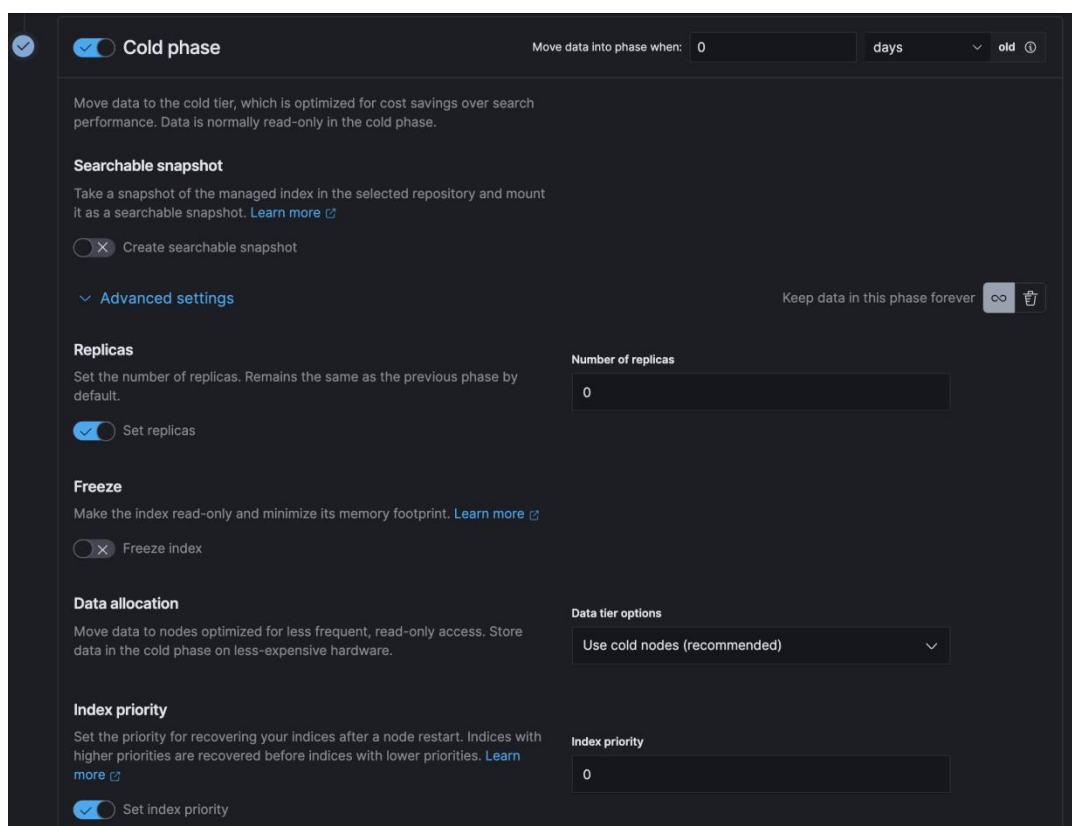 Cold phase
Move data into phase when: 0 days old
Move data to the cold tier, which is optimized for cost savings over search
performance. Data is normally read-only in the cold phase.
Searchable snapshot
Take a snapshot of the managed index in the selected repository and mount
it as a searchable snapshot. Learn more
Create searchable snapshot
Advanced settings
Keep data in this phase forever
Replicas
Set the number of replicas. Remains the same as the previous phase by
default.
Set replicas
Number of replicas
0
Freeze
Make the index read-only and minimize its memory footprint. Learn more
Freeze index
Data allocation
Move data to nodes optimized for less frequent, read-only access. Store
data in the cold phase on less-expensive hardware.
Data tier options
Use cold nodes (recommended)
Index priority
Set the priority for recovering your indices after a node restart. Indices with
higher priorities are recovered before indices with lower priorities. Learn
more
Set index priority
Index priority
0